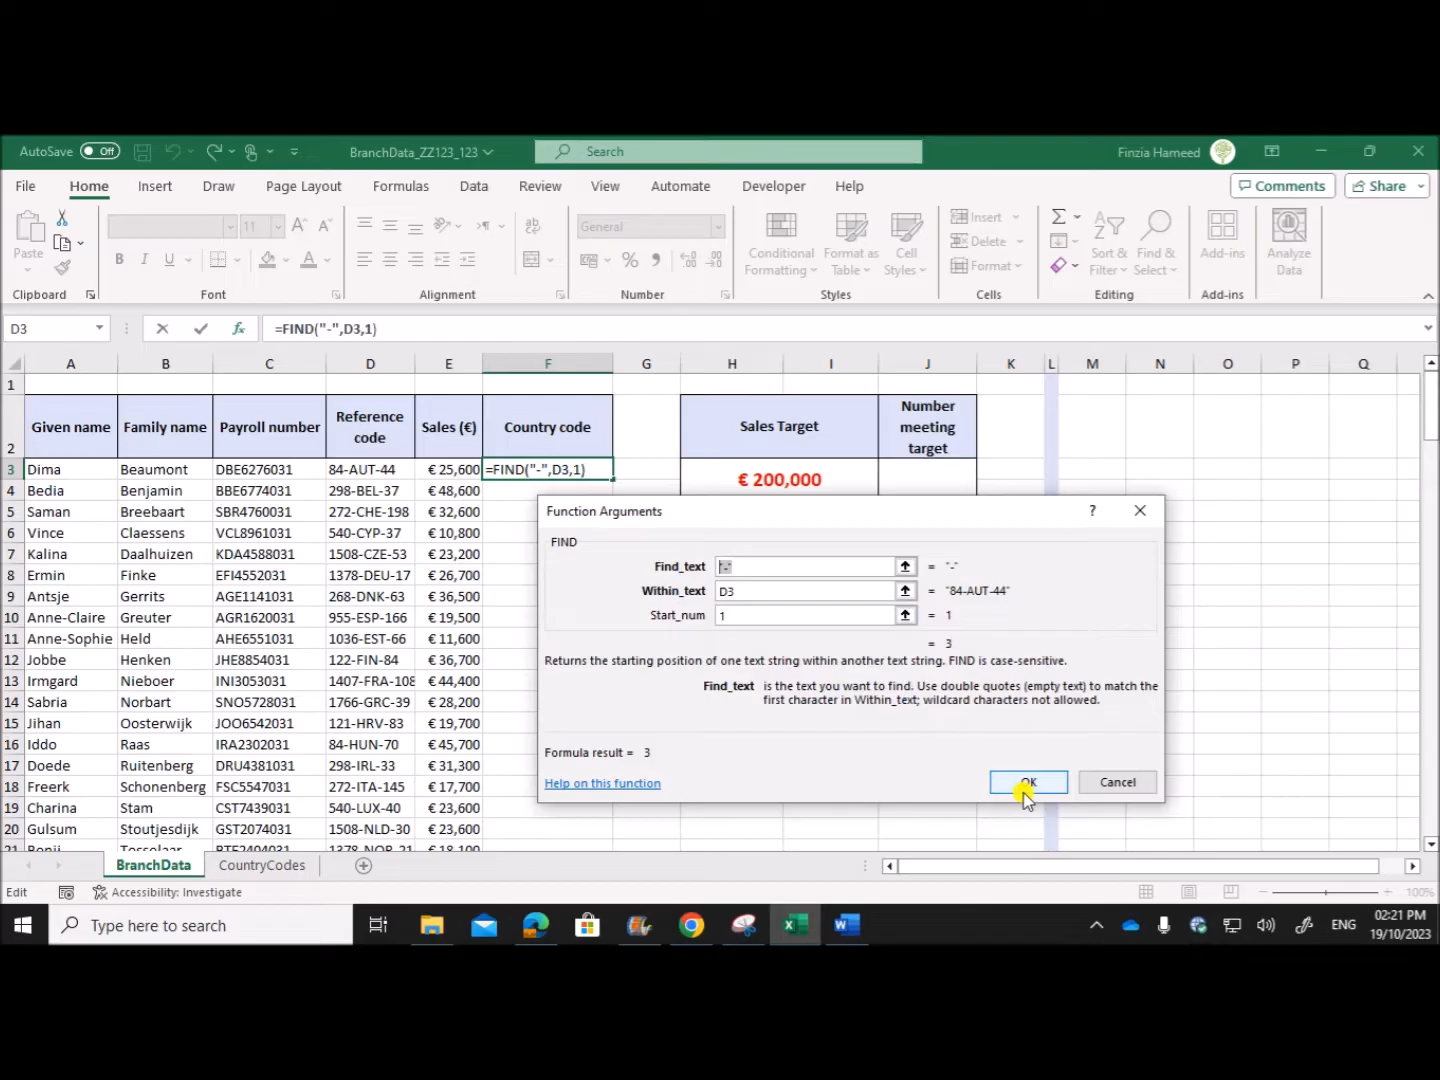 AutoSave Off BranchData_ZZ123_123 Search Finzia Hameed
File Home Insert Draw Page Layout Formulas Data Review View Automate Developer Help Comments Share
Paste 11 ab General Conditional Formatting Format as Table Cell Styles Insert Delete Format Sort & Filter Find & Select Add-ins Analyze Data
Clipboard Font Alignment Number Styles Cells Editing Add-ins
D3 fx =FIND("-",D3,1)
A B C D E F G H I J K L M N O P Q
1
2 Given name Family name Payroll number Reference code Sales (€) Country code Sales Target Number meeting target
3 Dima Beaumont DBE6276031 84-AUT-44 € 25,600 =FIND("-",D3,1) € 200,000
4 Bedia Benjamin BBE6774031 298-BEL-37 € 48,600
5 Saman Breebaart SBR4760031 272-CHE-198 € 32,600
6 Vince Claessens VCL8961031 540-CYP-37 € 10,800
7 Kalina Daalhuizen KDA4588031 1508-CZE-53 € 23,200
8 Ermin Finke EFI4552031 1378-DEU-17 € 26,700
9 Antsje Gerrits AGE1141031 268-DNK-63 € 36,500
10 Anne-Claire Greuter AGR1620031 955-ESP-166 € 19,500
11 Anne-Sophie Held AHE6551031 1036-EST-66 € 11,600
12 Jobbe Henken JHE8854031 122-FIN-84 € 36,700
13 Irmgard Nieboer INI3053031 1407-FRA-108 € 44,400
14 Sabria Norbart SNO5728031 1766-GRC-39 € 28,200
15 Jihan Oosterwijk JOO6542031 121-HRV-83 € 19,700
16 Iddo Raas IRA2302031 84-HUN-70 € 45,700
17 Doede Ruitenberg DRU4381031 298-IRL-33 € 31,300
18 Freerk Schonenberg FSC5547031 272-ITA-145 € 17,700
19 Charina Stam CST7439031 540-LUX-40 € 23,600
20 Gulsum Stoutjesdijk GST2074031 1508-NLD-30 € 23,600
Function Arguments ?
FIND
Find_text "-" = "-"
Within_text D3 = "84-AUT-44"
Start_num 1 = 1
= 3
Returns the starting position of one text string within another text string. FIND is case-sensitive.
Find_text is the text you want to find. Use double quotes (empty text) to match the
first character in Within_text; wildcard characters not allowed.
Formula result = 3
Help on this function OK Cancel
BranchData CountryCodes
Edit Accessibility: Investigate 100%
Type here to search ENG 02:21 PM
19/10/2023